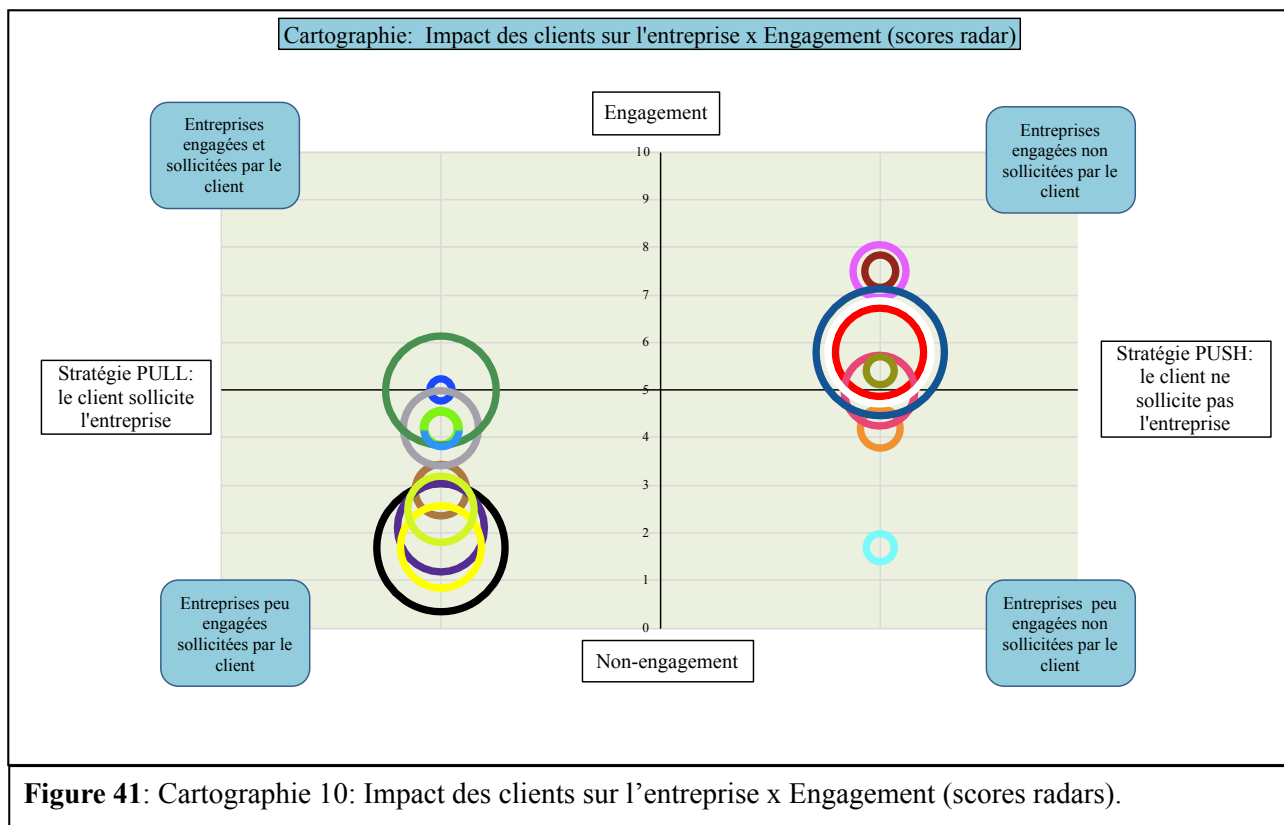 Cartographie:  Impact des clients sur l'entreprise x Engagement (scores radar)
Engagement
Entreprises
engagées et
sollicitées par le
client
Entreprises
engagées non
sollicitées par le
client
10
9
8
7
6
5
4
3
2
1
0
Stratégie PULL:
le client sollicite
l'entreprise
Stratégie PUSH:
le client ne
sollicite pas
l'entreprise
Entreprises peu
engagées
sollicitées par le
client
Non-engagement
Entreprises  peu
engagées non
sollicitées par le
client
Figure 41: Cartographie 10: Impact des clients sur l’entreprise x Engagement (scores radars).